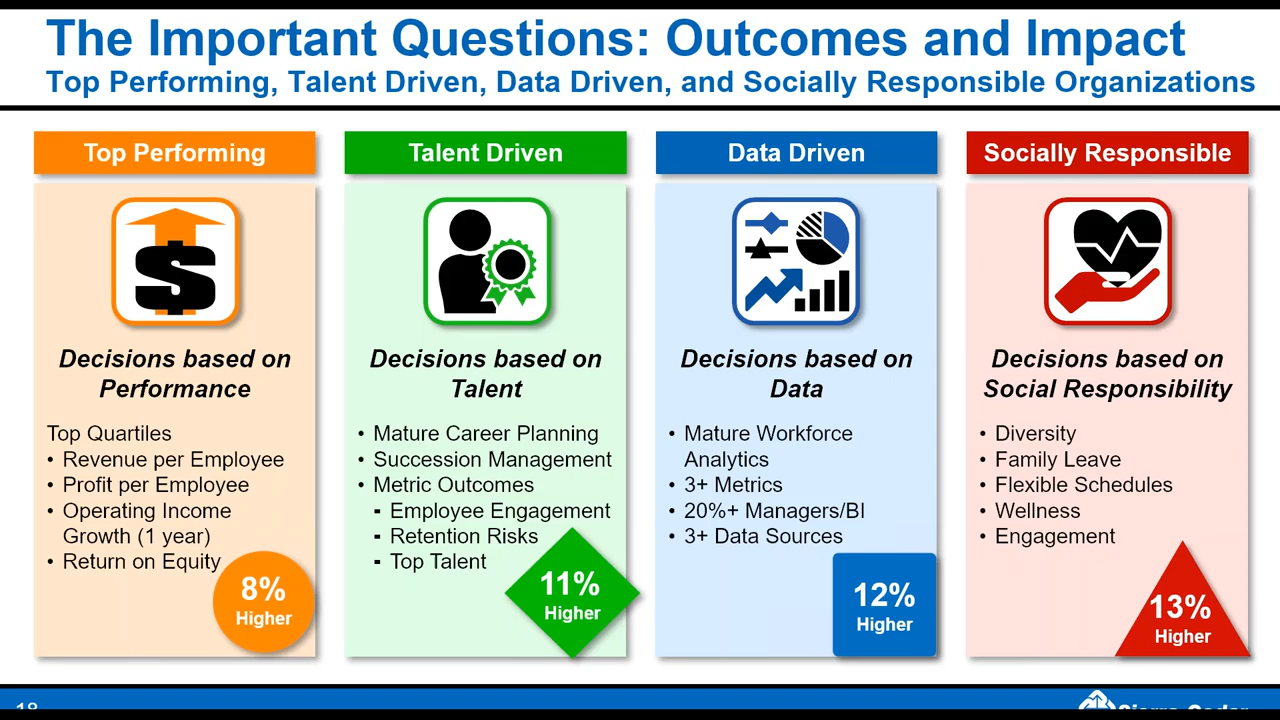 The Important Questions: Outcomes and Impact
Top Performing, Talent Driven, Data Driven, and Socially Responsible Organizations
Top Performing
Decisions based on
Performance
Top Quartiles
• Revenue per Employee
• Profit per Employee
• Operating Income
Growth (1 year)
• Return on Equity
8%
Higher
Talent Driven
Decisions based on
Talent
• Mature Career Planning
• Succession Management
• Metric Outcomes
▪ Employee Engagement
▪ Retention Risks
▪ Top Talent
11%
Higher
Data Driven
Decisions based on
Data
• Mature Workforce
Analytics
• 3+ Metrics
• 20%+ Managers/BI
• 3+ Data Sources
12%
Higher
Socially Responsible
Decisions based on
Social Responsibility
• Diversity
• Family Leave
• Flexible Schedules
• Wellness
• Engagement
13%
Higher
18